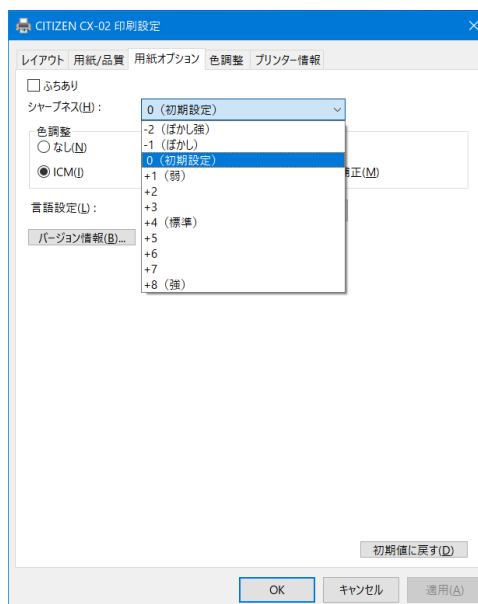 CITIZEN CX-02 印刷設定
レイアウト 用紙/品質 用紙オプション 色調整 プリンター情報
ふちあり
シャープネス(H): 0（初期設定）
-2（ぼかし強）
-1（ぼかし）
0（初期設定）
+1（弱）
+2
+3
+4（標準）
+5
+6
+7
+8（強）
色調整
なし(N)
ICM(I) 正(M)
言語設定(L):
バージョン情報(B)...
初期値に戻す(D)
OK キャンセル 適用(A)